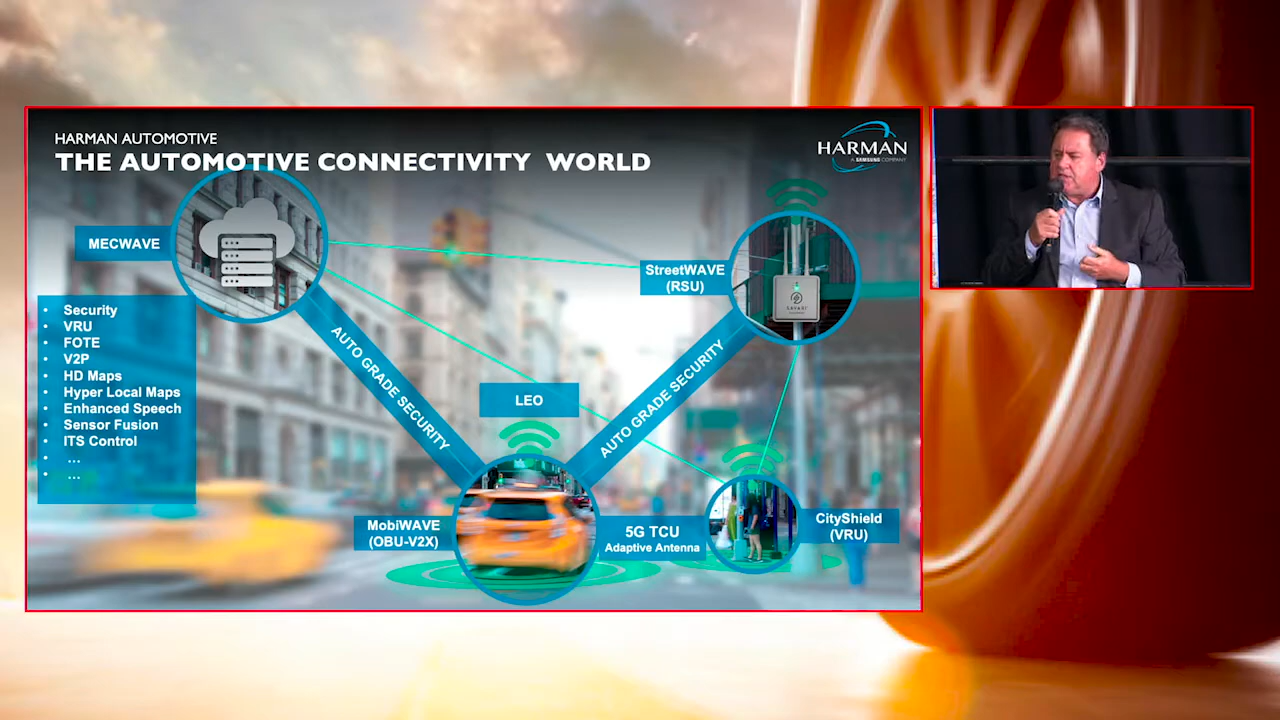 HARMAN AUTOMOTIVE
THE AUTOMOTIVE CONNECTIVITY WORLD
HARMAN
A SAMSUNG COMPANY
MECWAVE
• Security
• VRU
• FOTE
• V2P
• HD Maps
• Hyper Local Maps
• Enhanced Speech
• Sensor Fusion
• ITS Control
• ...
• ...
StreetWAVE
(RSU)
SAVARI
AUTO GRADE SECURITY
AUTO GRADE SECURITY
LEO
MobiWAVE
(OBU-V2X)
5G TCU
Adaptive Antenna
CityShield
(VRU)